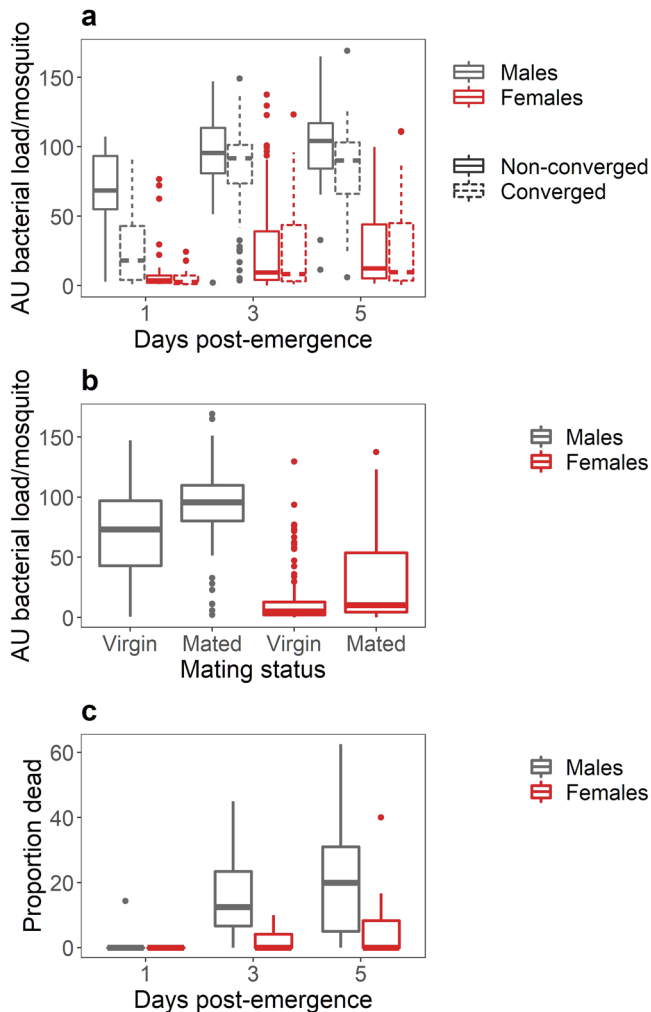 a
AU bacterial load/mosquito
150
100
50
0
1 3 5
Days post-emergence
Males
Females
Non-converged
Converged
b
AU bacterial load/mosquito
150
100
50
0
Virgin Mated Virgin Mated
Mating status
Males
Females
c
Proportion dead
60
40
20
0
1 3 5
Days post-emergence
Males
Females